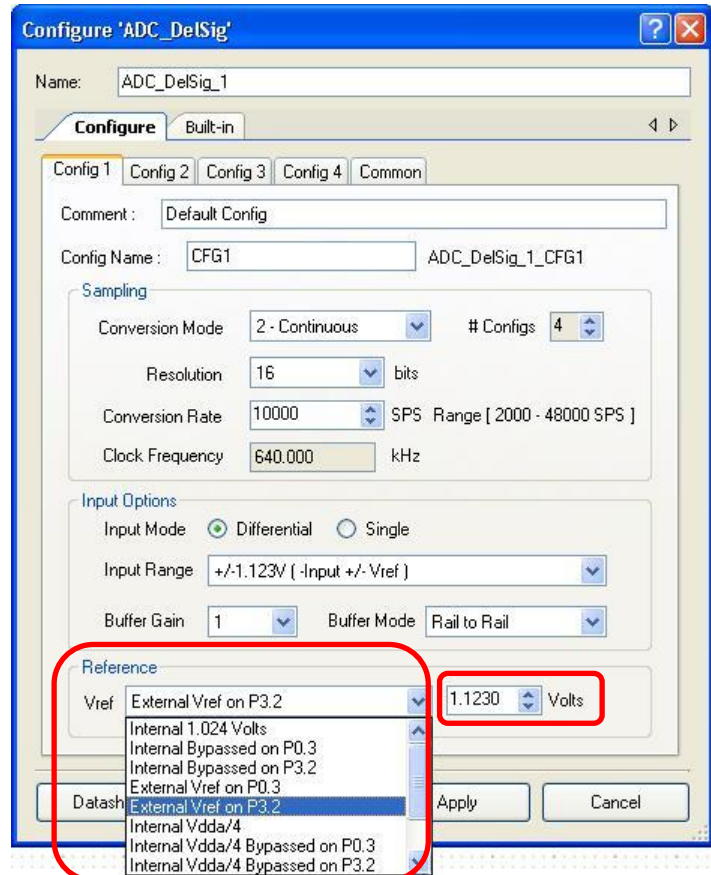 Configure 'ADC_DelSig'
Name: ADC_DelSig_1
Configure Built-in
Config 1 Config 2 Config 3 Config 4 Common
Comment : Default Config
Config Name : CFG1 ADC_DelSig_1_CFG1
Sampling
Conversion Mode 2 - Continuous # Configs 4
Resolution 16 bits
Conversion Rate 10000 SPS Range [ 2000 - 48000 SPS ]
Clock Frequency 640.000 kHz
Input Options
Input Mode Differential Single
Input Range +/-1.123V ( -Input +/- Vref )
Buffer Gain 1 Buffer Mode Rail to Rail
Reference
Vref External Vref on P3.2 1.1230 Volts
Internal 1.024 Volts
Internal Bypassed on P0.3
Internal Bypassed on P3.2
External Vref on P0.3
External Vref on P3.2
Internal Vdda/4
Internal Vdda/4 Bypassed on P0.3
Internal Vdda/4 Bypassed on P3.2
Datash Apply Cancel